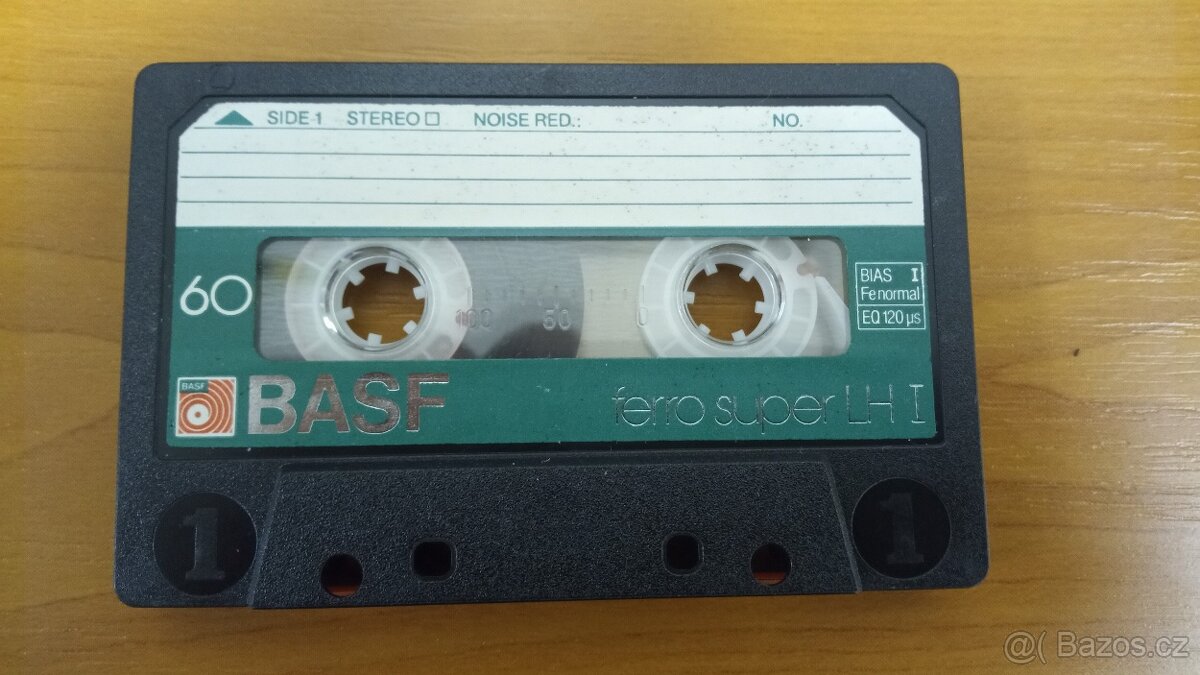 SIDE 1 STEREO NOISE RED.: NO.
60
BIAS I
Fe normal
EQ 120 µs
100 50 0
BASF
BASF ferro super LH I
1 1
@( Bazos.cz